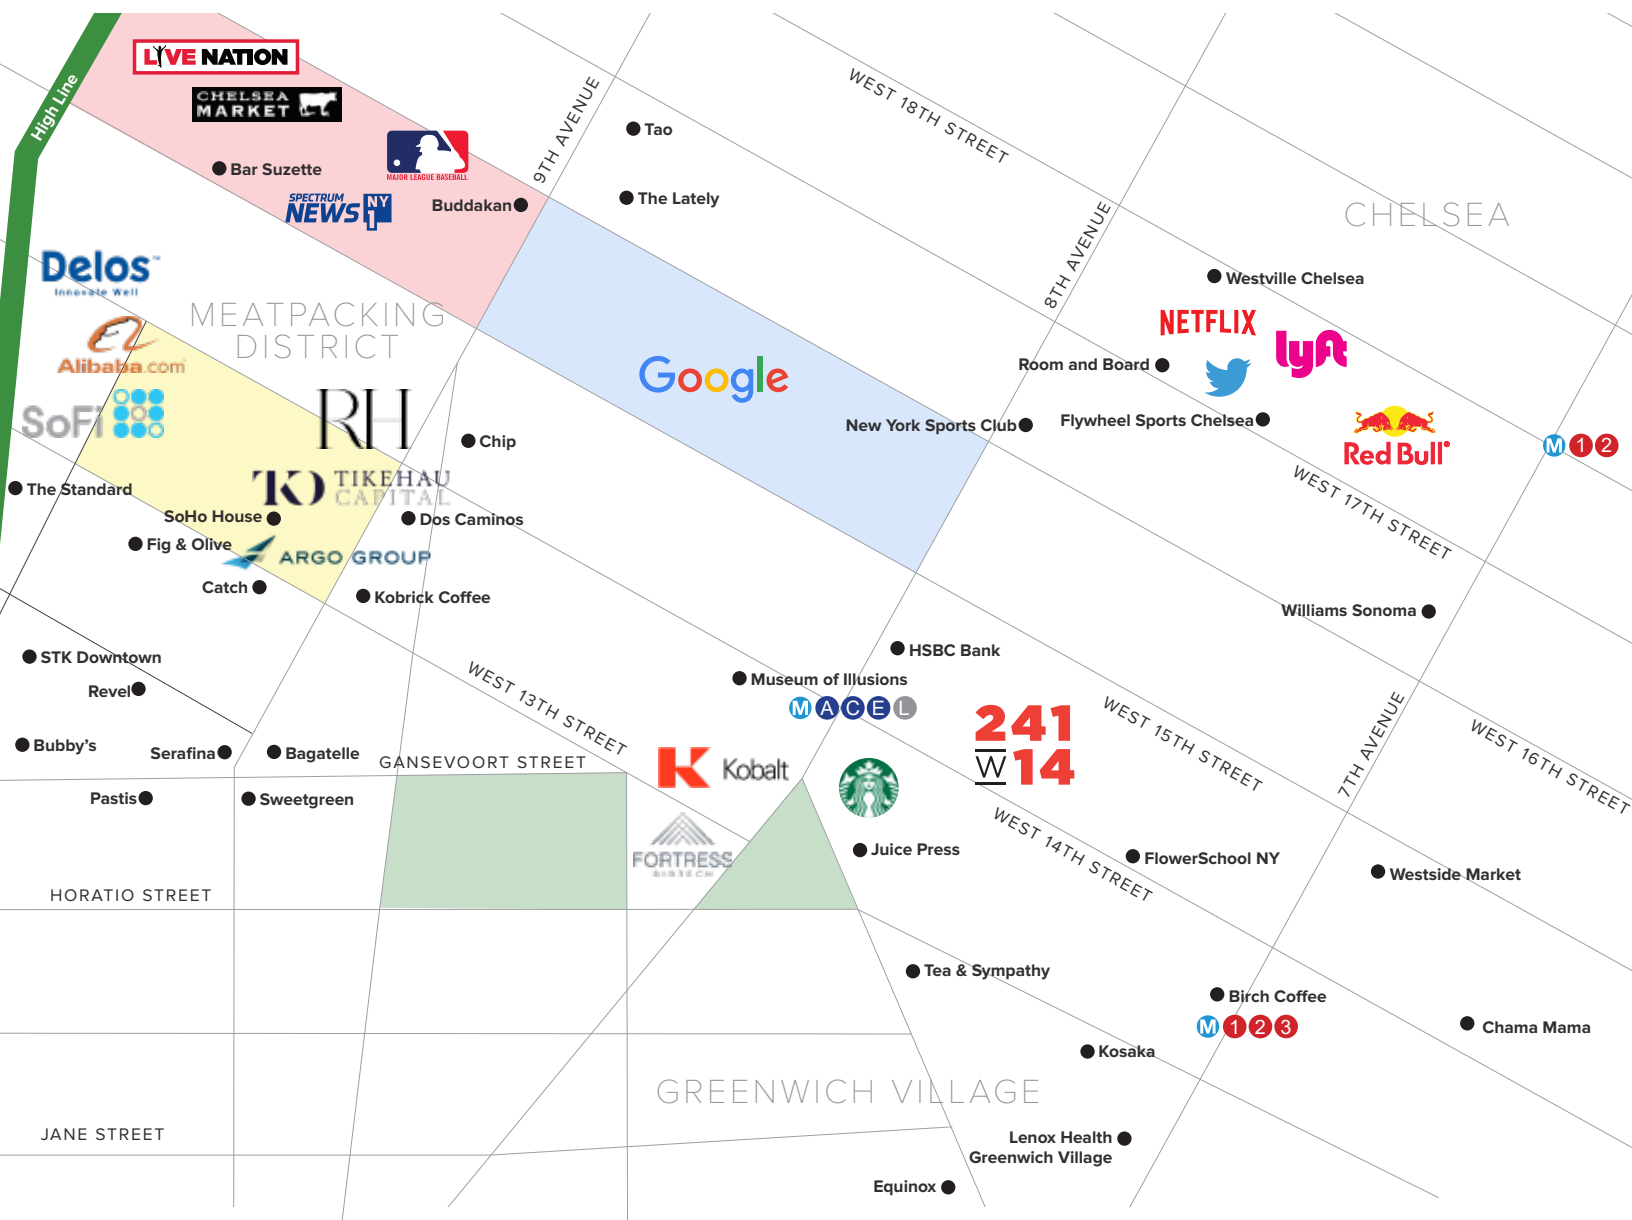 LIVE NATION
CHELSEA
MARKET
High Line
MAJOR LEAGUE BASEBALL
Bar Suzette
SPECTRUM
NEWS NY
1
Buddakan
9TH AVENUE
Tao
The Lately
WEST 18TH STREET
CHELSEA
8TH AVENUE
Westville Chelsea
NETFLIX
lyft
Room and Board
New York Sports Club
Flywheel Sports Chelsea
Red Bull
M 1 2
WEST 17TH STREET
Delos™
Innovate Well
MEATPACKING
DISTRICT
Alibaba.com
SoFi
RH
Google
Chip
TKO TIKEHAU
CAPITAL
The Standard
SoHo House
Dos Caminos
Fig & Olive
ARGO GROUP
Catch
Kobrick Coffee
Williams Sonoma
STK Downtown
Revel
WEST 13TH STREET
HSBC Bank
Museum of Illusions
M A C E L
241
W14
WEST 15TH STREET
7TH AVENUE
WEST 16TH STREET
Bubby's
Serafina
Bagatelle
GANSEVOORT STREET
K Kobalt
Pastis
Sweetgreen
FORTRESS
BIOTECH
Juice Press
WEST 14TH STREET
FlowerSchool NY
Westside Market
HORATIO STREET
Tea & Sympathy
Birch Coffee
M 1 2 3
Chama Mama
Kosaka
GREENWICH VILLAGE
JANE STREET
Lenox Health
Greenwich Village
Equinox